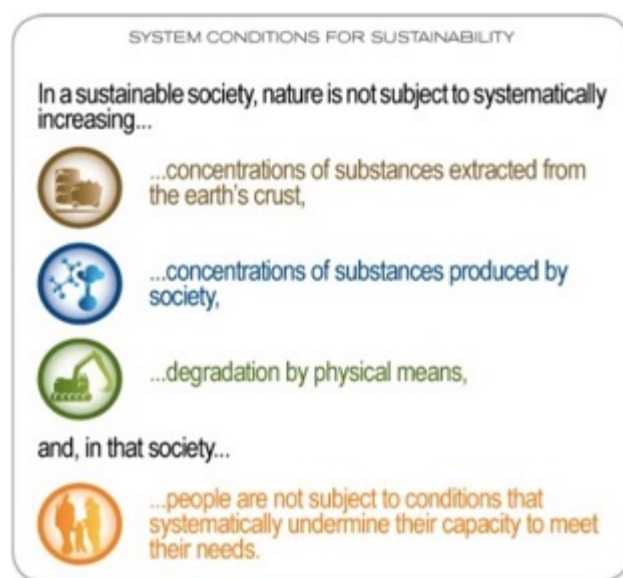 SYSTEM CONDITIONS FOR SUSTAINABILITY
In a sustainable society, nature is not subject to systematically
increasing...
...concentrations of substances extracted from
the earth's crust,
...concentrations of substances produced by
society,
...degradation by physical means,
and, in that society...
...people are not subject to conditions that
systematically undermine their capacity to meet
their needs.